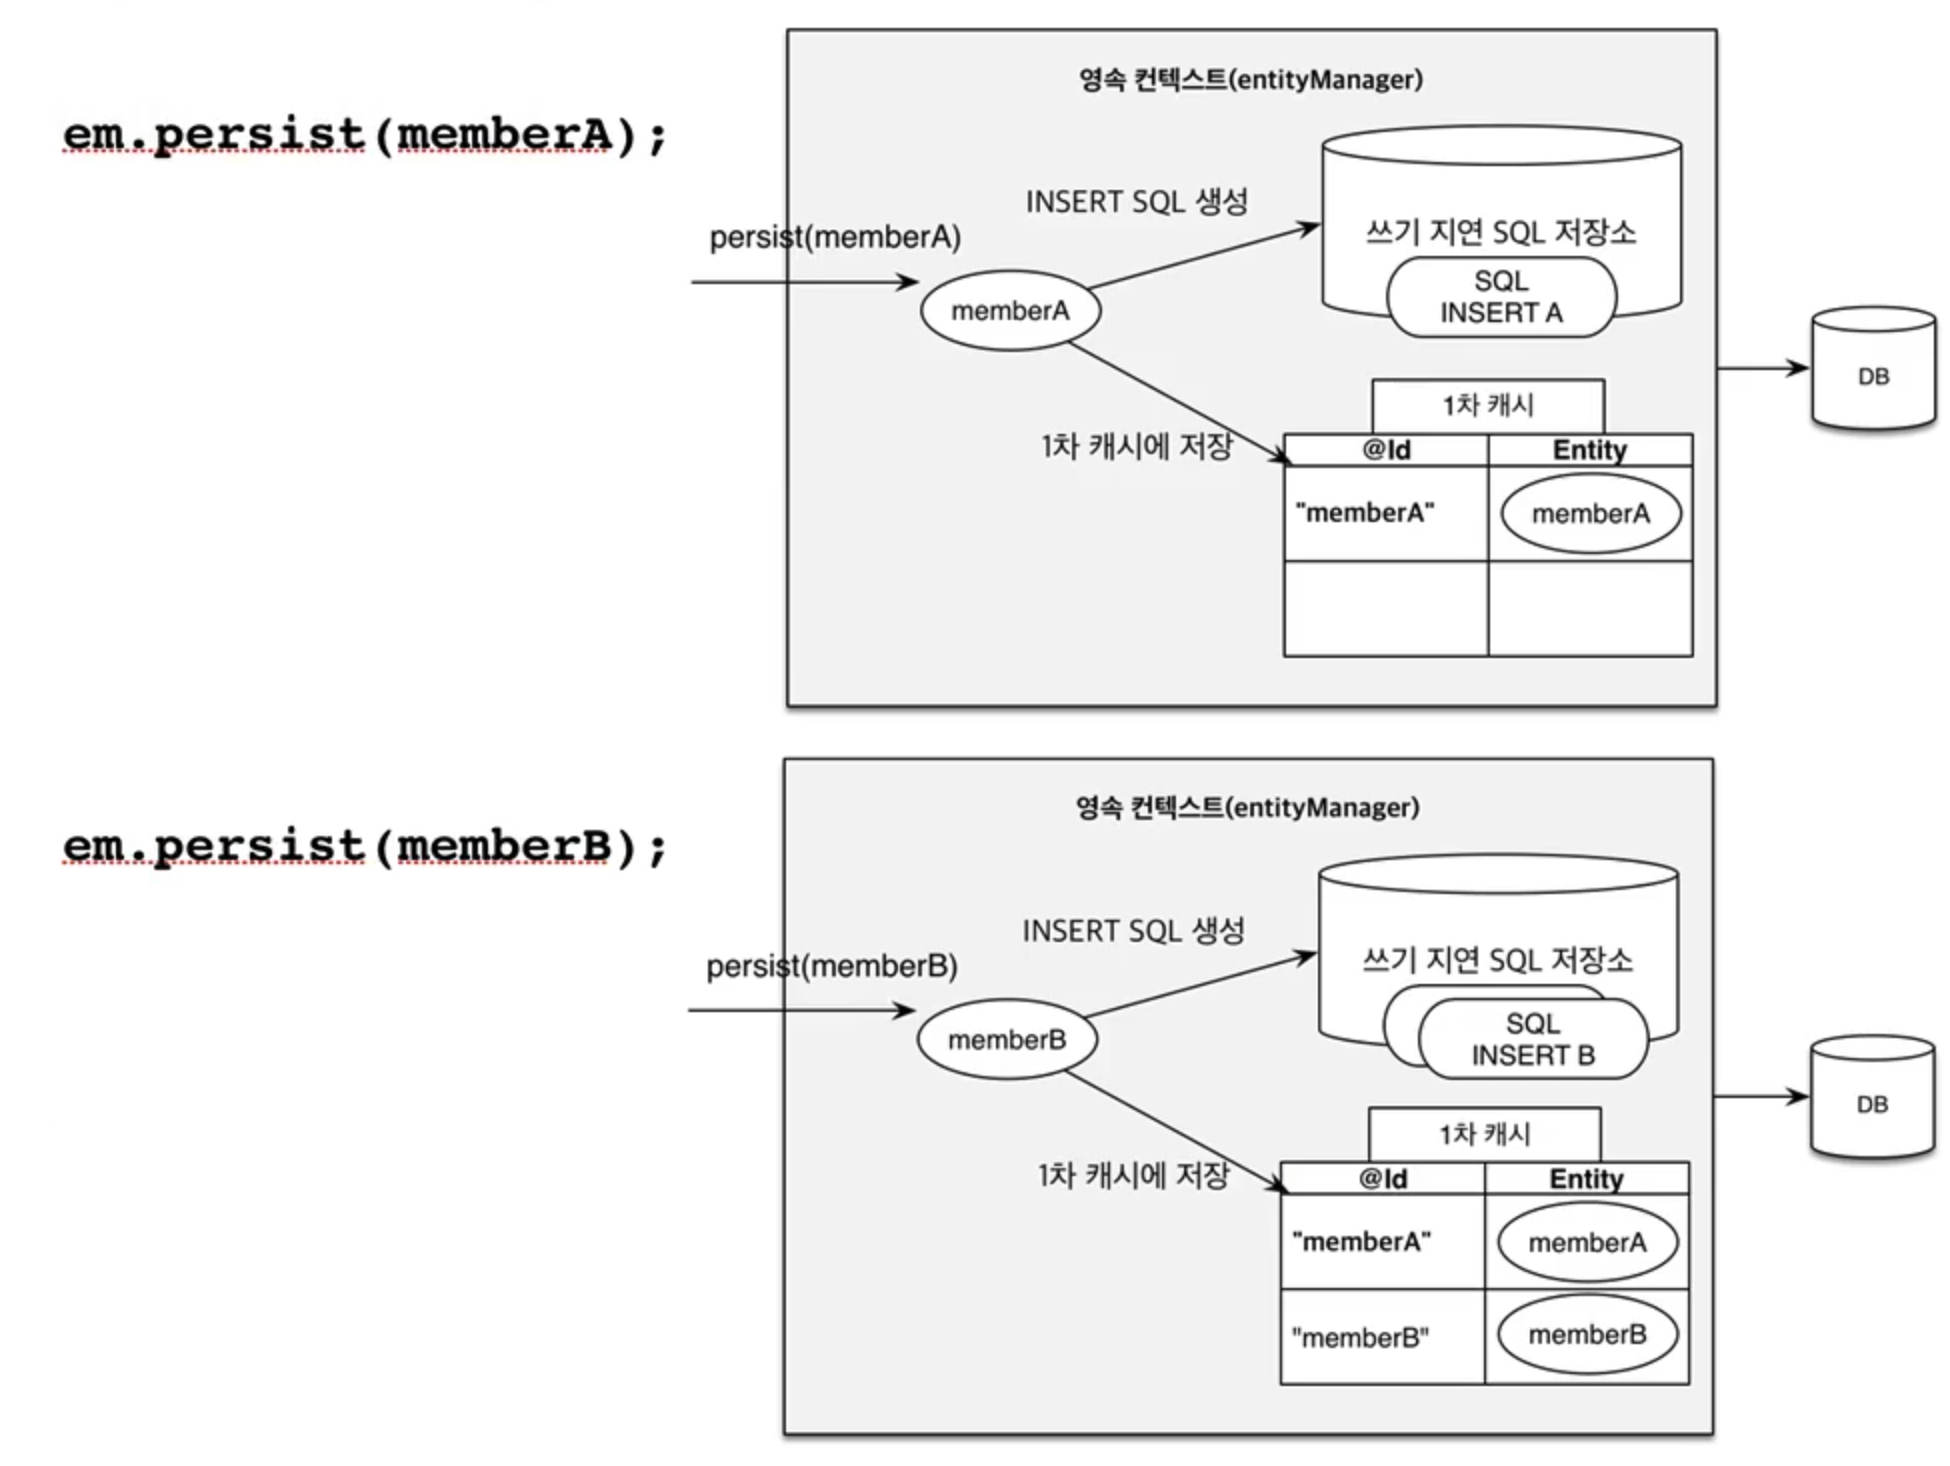 em.persist(memberA);
영속 컨텍스트(entityManager)
persist(memberA)
INSERT SQL 생성
memberA
쓰기 지연 SQL 저장소
SQL
INSERT A
1차 캐시에 저장
1차 캐시
@Id Entity
"memberA" memberA
DB
em.persist(memberB);
영속 컨텍스트(entityManager)
persist(memberB)
INSERT SQL 생성
memberB
쓰기 지연 SQL 저장소
SQL
INSERT B
1차 캐시에 저장
1차 캐시
@Id Entity
"memberA" memberA
"memberB" memberB
DB